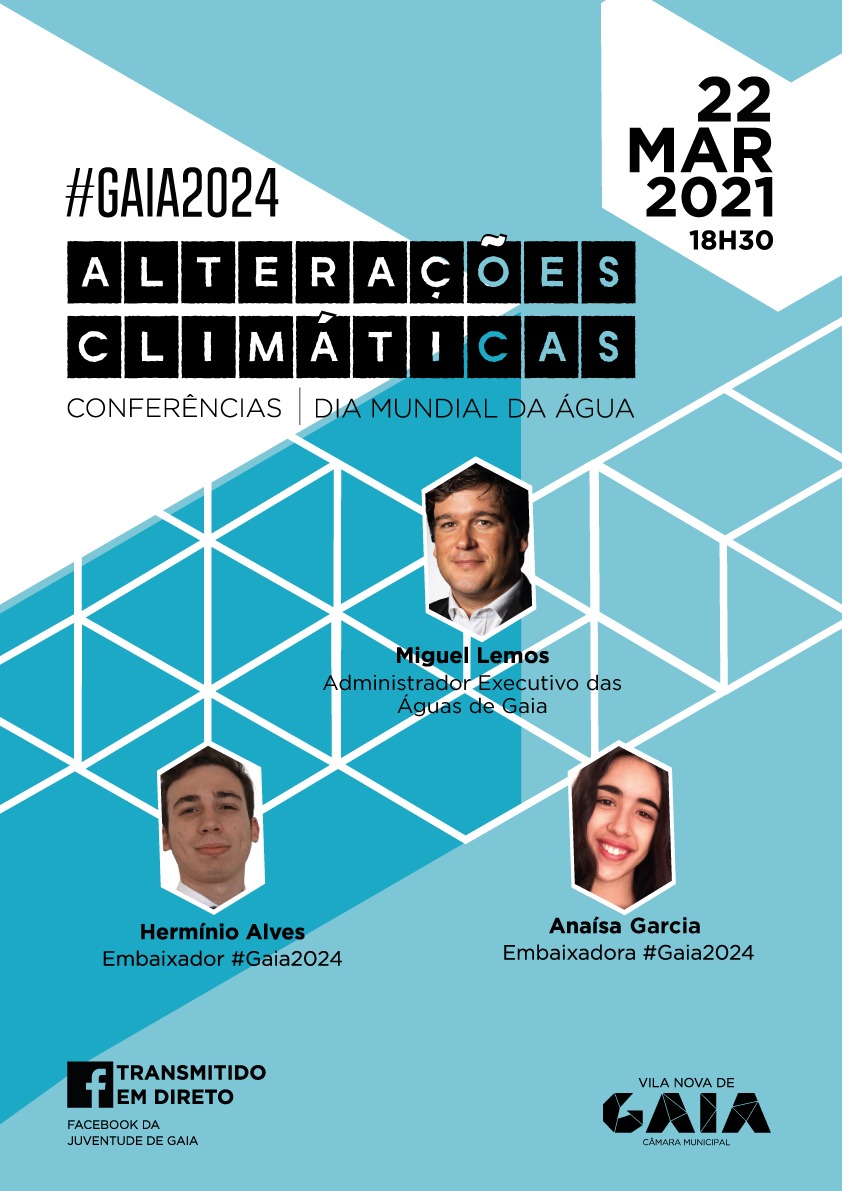 22
MAR
2021
18H30
#GAIA2024
ALTERAÇÕES
CLIMÁTICAS
CONFERÊNCIAS | DIA MUNDIAL DA ÁGUA
Miguel Lemos
Administrador Executivo das
Águas de Gaia
Hermínio Alves
Embaixador #Gaia2024
Anaísa Garcia
Embaixadora #Gaia2024
f TRANSMITIDO
EM DIRETO
FACEBOOK DA
JUVENTUDE DE GAIA
VILA NOVA DE
GAIA
CÂMARA MUNICIPAL